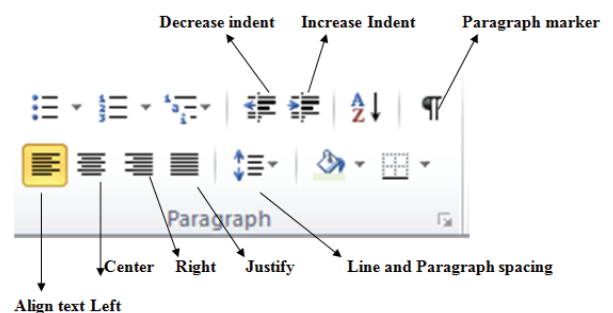 Decrease indent Increase Indent Paragraph marker
A
Z
¶
Paragraph
Center Right Justify Line and Paragraph spacing
Align text Left